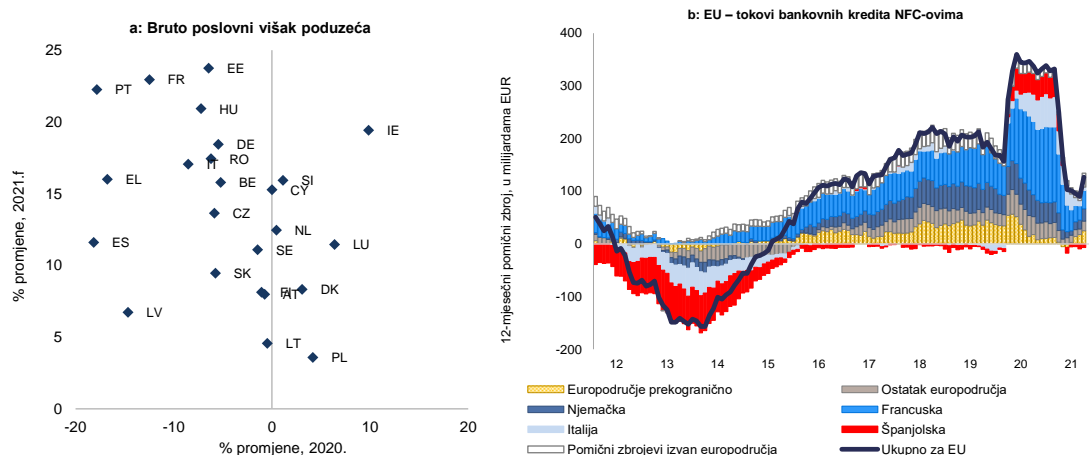 a: Bruto poslovni višak poduzeća
% promjene, 2021.f
25
20
15
10
5
0
-20
-10
0
10
20
% promjene, 2020.
EE
FR
PT
HU
IE
DE
RO
IT
EL
BE
SI
CY
CZ
NL
ES
SE
LU
SK
FI
AT
DK
LV
LT
PL
b: EU – tokovi bankovnih kredita NFC-ovima
12-mjesečni pomični zbroj, u milijardama EUR
400
300
200
100
0
-100
-200
12 13 14 15 16 17 18 19 20 21
Europodručje prekogranično
Ostatak europodručja
Njemačka
Francuska
Italija
Španjolska
Pomični zbrojevi izvan europodručja
Ukupno za EU